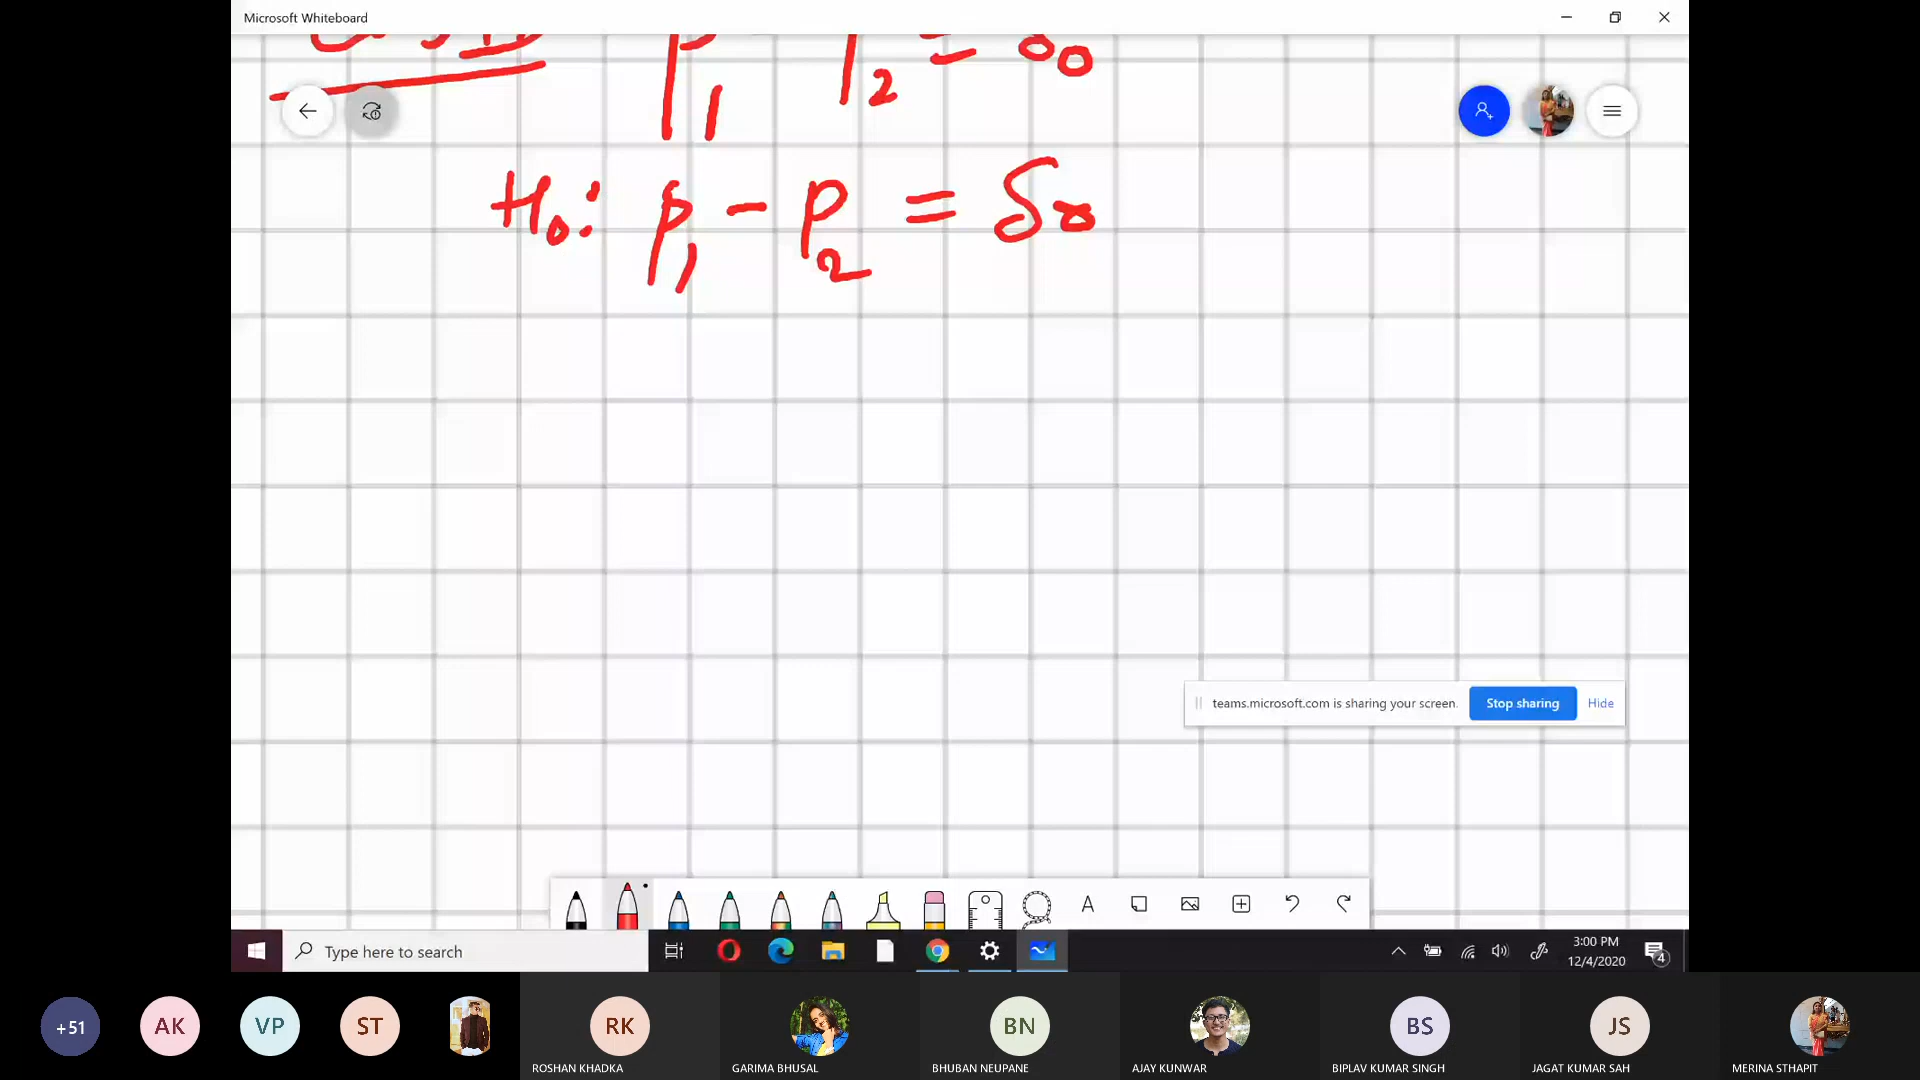 Microsoft Whiteboard
p1 - p2 = δ0
H0: p1 - p2 = δ0
teams.microsoft.com is sharing your screen. Stop sharing Hide
A
Type here to search
3:00 PM
12/4/2020
4
+51 AK VP ST RK BN BS JS
ROSHAN KHADKA GARIMA BHUSAL BHUBAN NEUPANE AJAY KUNWAR BIPLAV KUMAR SINGH JAGAT KUMAR SAH MERINA STHAPIT